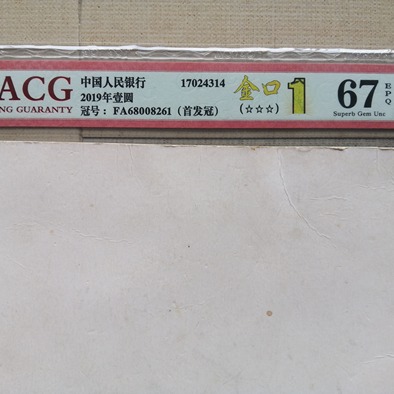 ACG
NG GUARANTY
中国人民银行 17024314
2019年壹圆
冠号: FA68008261 (首发冠)
金口1
(☆☆☆)
67 EPQ
Superb Gem Unc